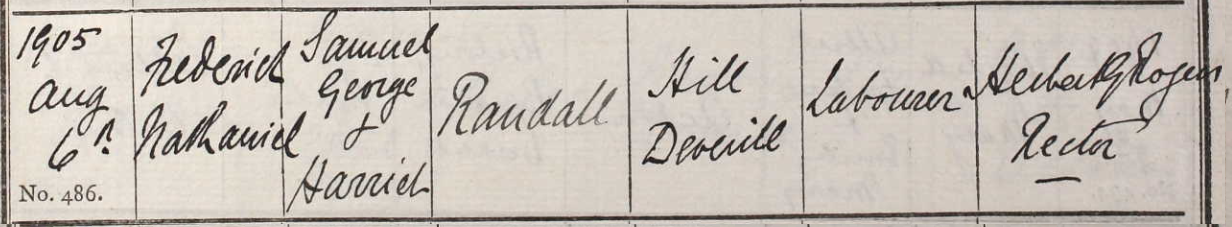 1905
Aug
6th
No. 486.
Frederick
Nathaniel
Samuel
George
&
Harriet
Randall
Hill
Deverill
Labourer
Herbert G Rogers
Rector